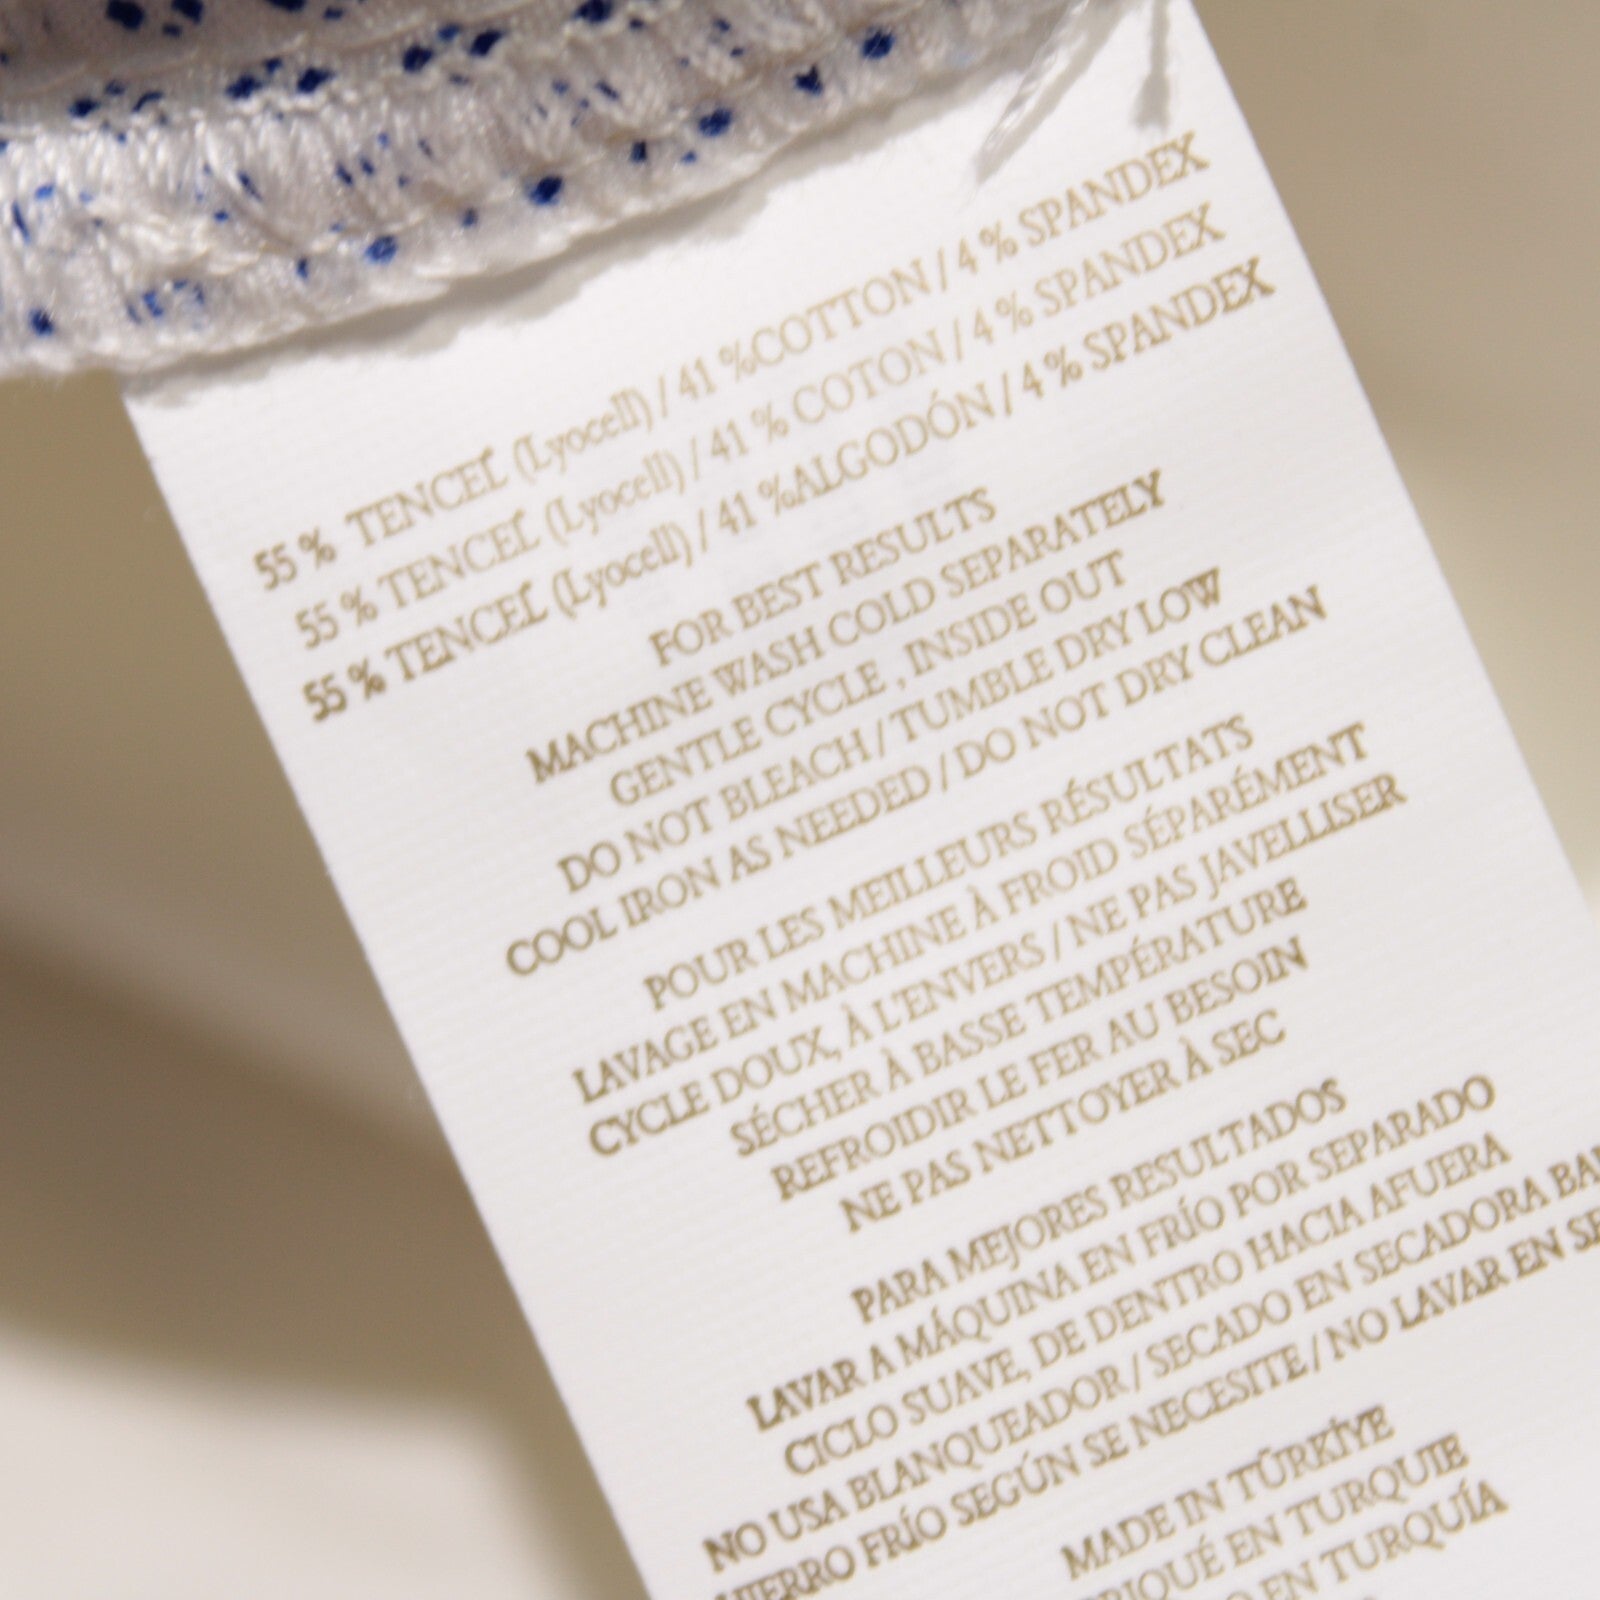 55 % TENCEL (Lyocell) / 41 %COTTON / 4 % SPANDEX
55 % TENCEL (Lyocell) / 41 % COTON / 4 % SPANDEX
55 % TENCEL (Lyocell) / 41 %ALGODÓN / 4 % SPANDEX
FOR BEST RESULTS
MACHINE WASH COLD SEPARATELY
GENTLE CYCLE , INSIDE OUT
DO NOT BLEACH / TUMBLE DRY LOW
COOL IRON AS NEEDED / DO NOT DRY CLEAN
POUR LES MEILLEURS RÉSULTATS
LAVAGE EN MACHINE À FROID SÉPARÉMENT
CYCLE DOUX, À L'ENVERS / NE PAS JAVELLISER
SÉCHER À BASSE TEMPÉRATURE
REFROIDIR LE FER AU BESOIN
NE PAS NETTOYER À SEC
PARA MEJORES RESULTADOS
LAVAR A MÁQUINA EN FRÍO POR SEPARADO
CICLO SUAVE, DE DENTRO HACIA AFUERA
NO USA BLANQUEADOR / SECADO EN SECADORA
HIERRO FRÍO SEGÚN SE NECESITE / NO LAVAR EN
MADE IN TÜRKİYE
EN TURQUIE
EN TURQUÍA